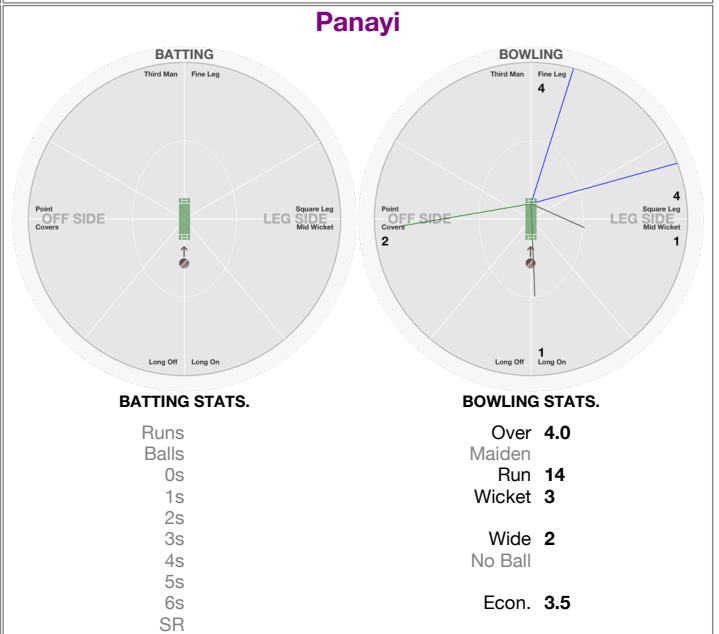 Panayi
BATTING
Third Man Fine Leg
Point
OFF SIDE LEG SIDE
Covers
Square Leg
Mid Wicket
Long Off Long On
BOWLING
Third Man Fine Leg
4
4
Point
OFF SIDE LEG SIDE
Covers
2
Square Leg
Mid Wicket
1
1
Long Off Long On
BATTING STATS.
Runs
Balls
0s
1s
2s
3s
4s
5s
6s
SR
BOWLING STATS.
Over 4.0
Maiden
Run 14
Wicket 3
Wide 2
No Ball
Econ. 3.5